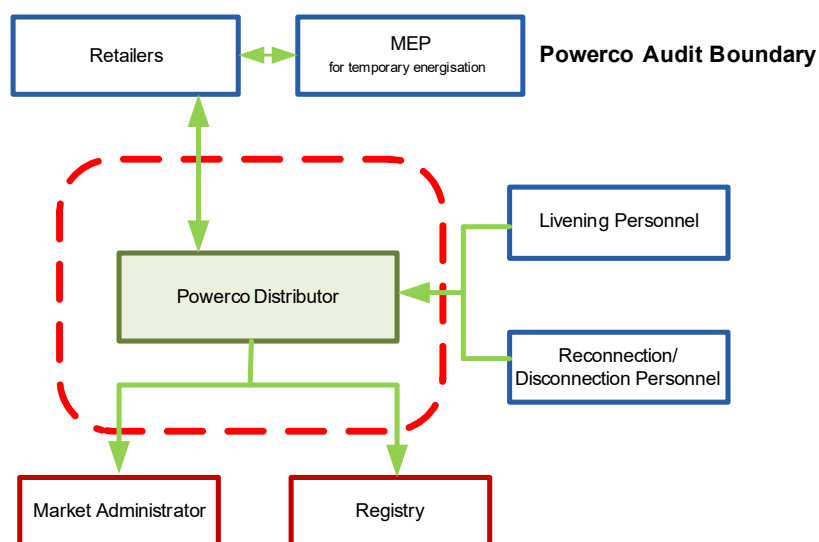 Retailers
MEP
for temporary energisation
Powerco Audit Boundary
Livening Personnel
Powerco Distributor
Reconnection/
Disconnection Personnel
Market Administrator
Registry